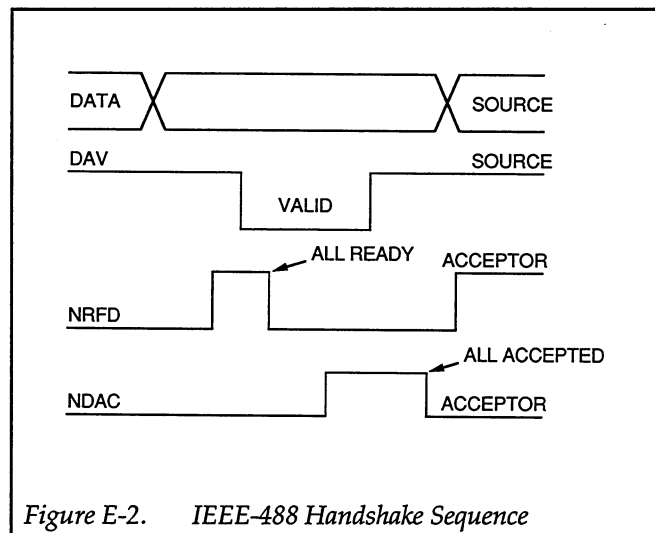 DATA SOURCE
DAV SOURCE
VALID
ALL READY
ACCEPTOR
NRFD
ALL ACCEPTED
NDAC ACCEPTOR
Figure E-2. IEEE-488 Handshake Sequence